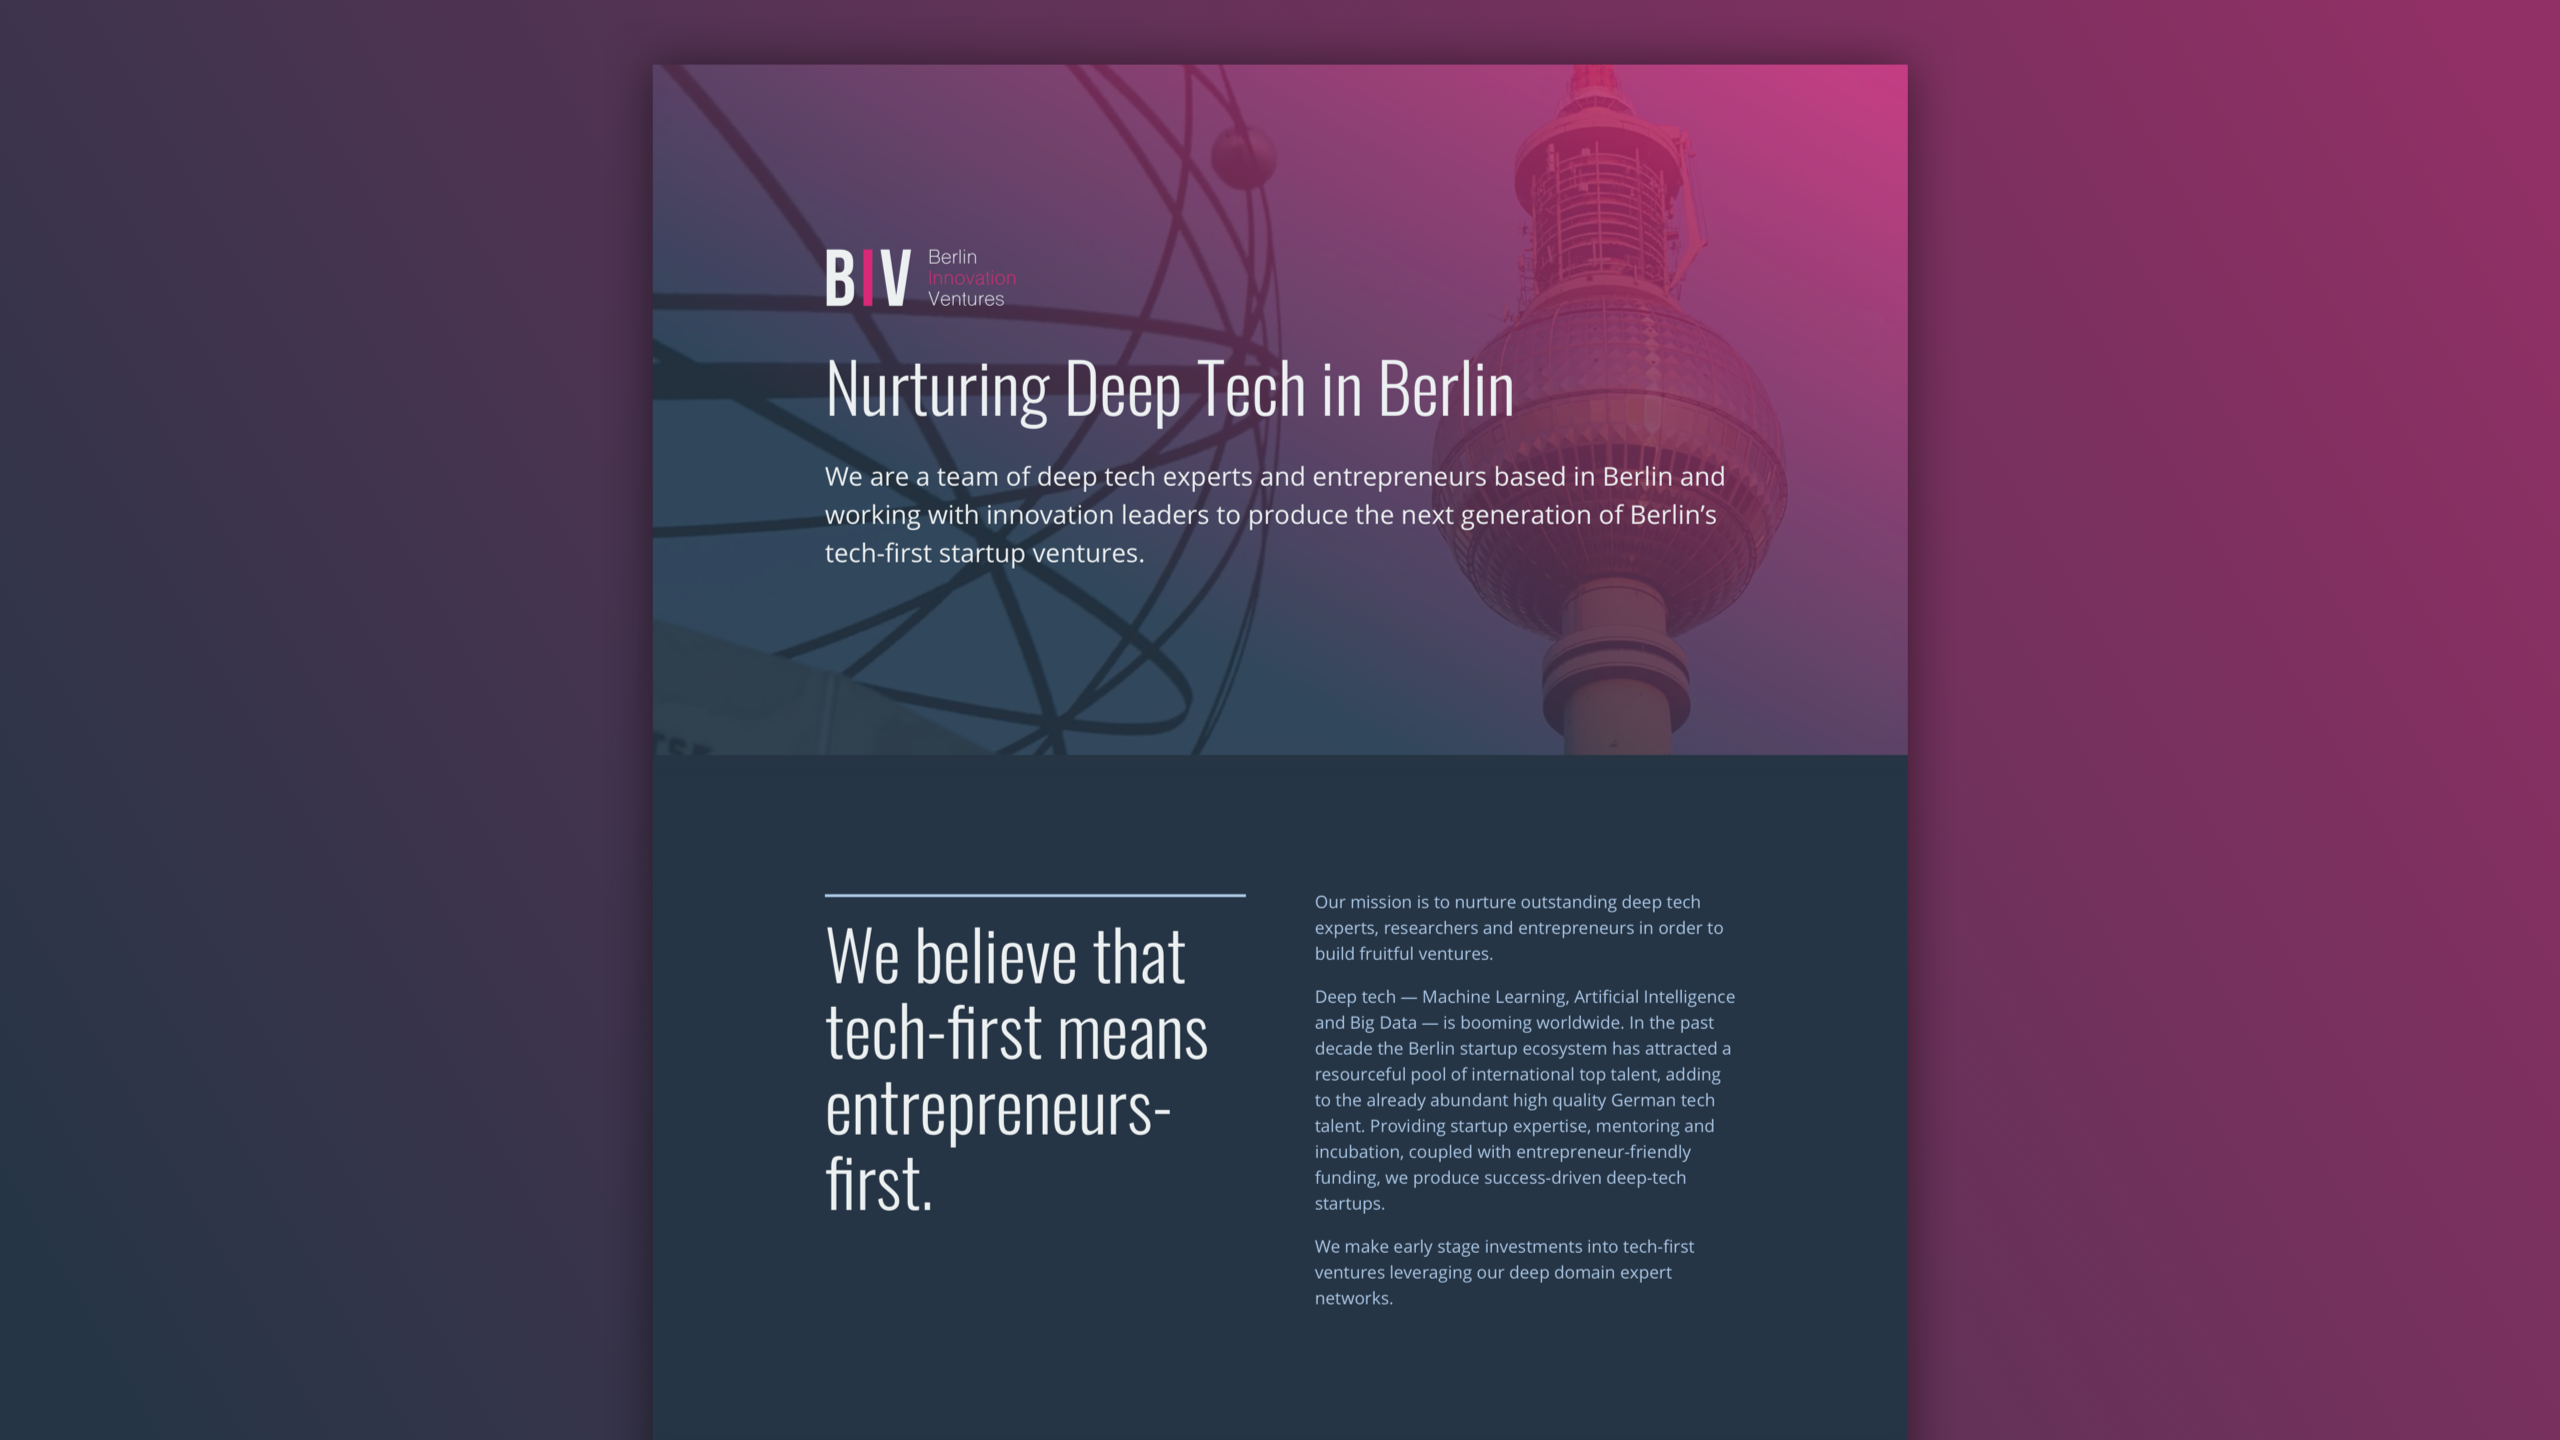 BIV
Berlin
Innovation
Ventures
Nurturing Deep Tech in Berlin
We are a team of deep tech experts and entrepreneurs based in Berlin and
working with innovation leaders to produce the next generation of Berlin’s
tech-first startup ventures.
We believe that
tech-first means
entrepreneurs-
first.
Our mission is to nurture outstanding deep tech
experts, researchers and entrepreneurs in order to
build fruitful ventures.
Deep tech — Machine Learning, Artificial Intelligence
and Big Data — is booming worldwide. In the past
decade the Berlin startup ecosystem has attracted a
resourceful pool of international top talent, adding
to the already abundant high quality German tech
talent. Providing startup expertise, mentoring and
incubation, coupled with entrepreneur-friendly
funding, we produce success-driven deep-tech
startups.
We make early stage investments into tech-first
ventures leveraging our deep domain expert
networks.